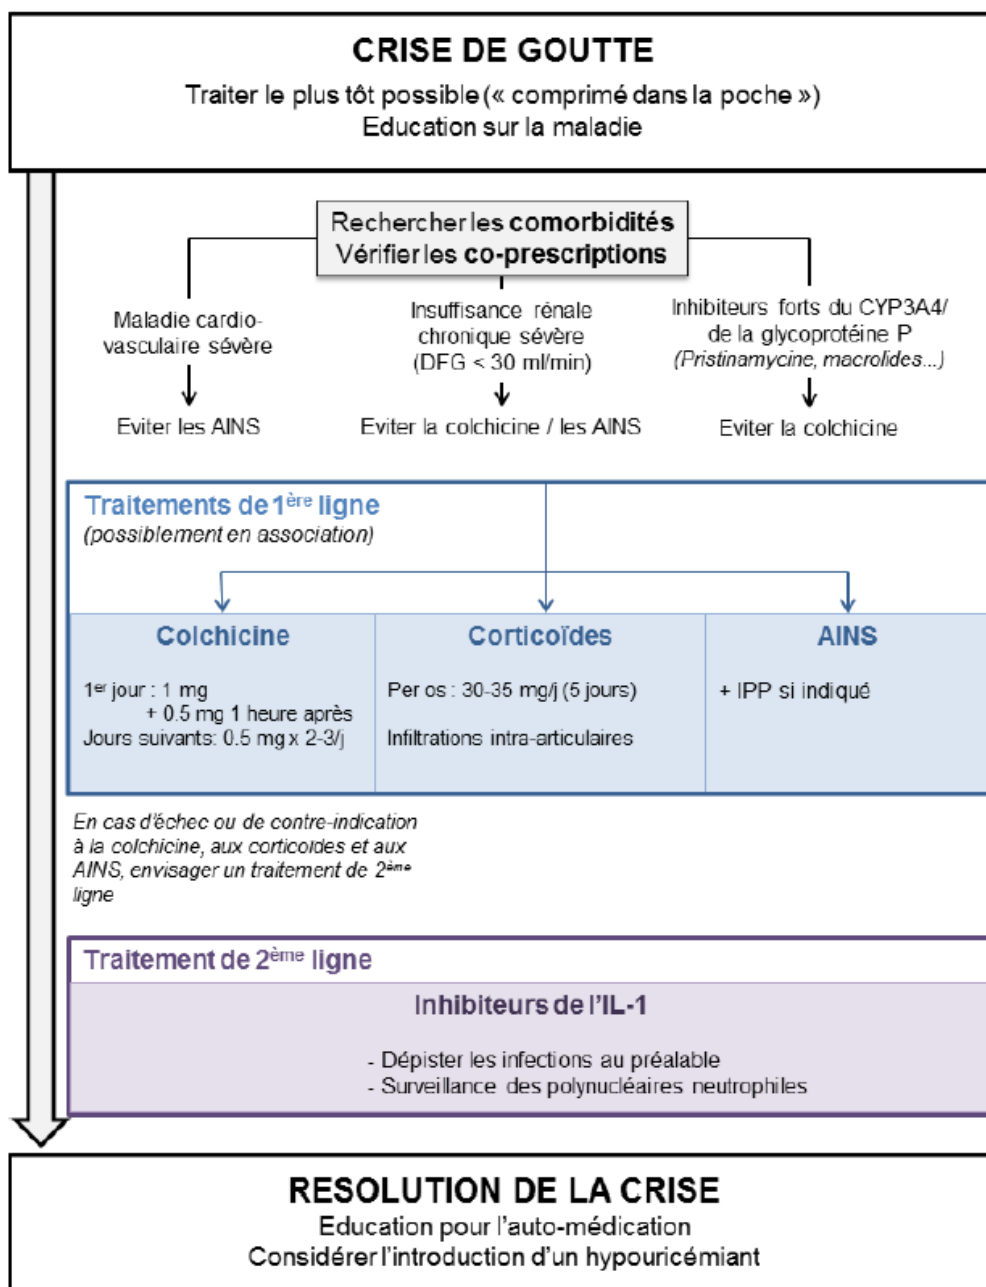 CRISE DE GOUTTE
Traiter le plus tôt possible (« comprimé dans la poche »)
Education sur la maladie
Rechercher les comorbidités
Vérifier les co-prescriptions
Maladie cardio-
vasculaire sévère
Insuffisance rénale
chronique sévère
(DFG < 30 ml/min)
Inhibiteurs forts du CYP3A4/
de la glycoprotéine P
(Pristinamycine, macrolides...)
Eviter les AINS
Eviter la colchicine / les AINS
Eviter la colchicine
Traitements de 1ère ligne
(possiblement en association)
Colchicine
1er jour : 1 mg
+ 0.5 mg 1 heure après
Jours suivants: 0.5 mg x 2-3/j
Corticoïdes
Per os : 30-35 mg/j (5 jours)
Infiltrations intra-articulaires
AINS
+ IPP si indiqué
En cas d'échec ou de contre-indication
à la colchicine, aux corticoïdes et aux
AINS, envisager un traitement de 2ème
ligne
Traitement de 2ème ligne
Inhibiteurs de l'IL-1
- Dépister les infections au préalable
- Surveillance des polynucléaires neutrophiles
RESOLUTION DE LA CRISE
Education pour l'auto-médication
Considérer l'introduction d'un hypouricémiant